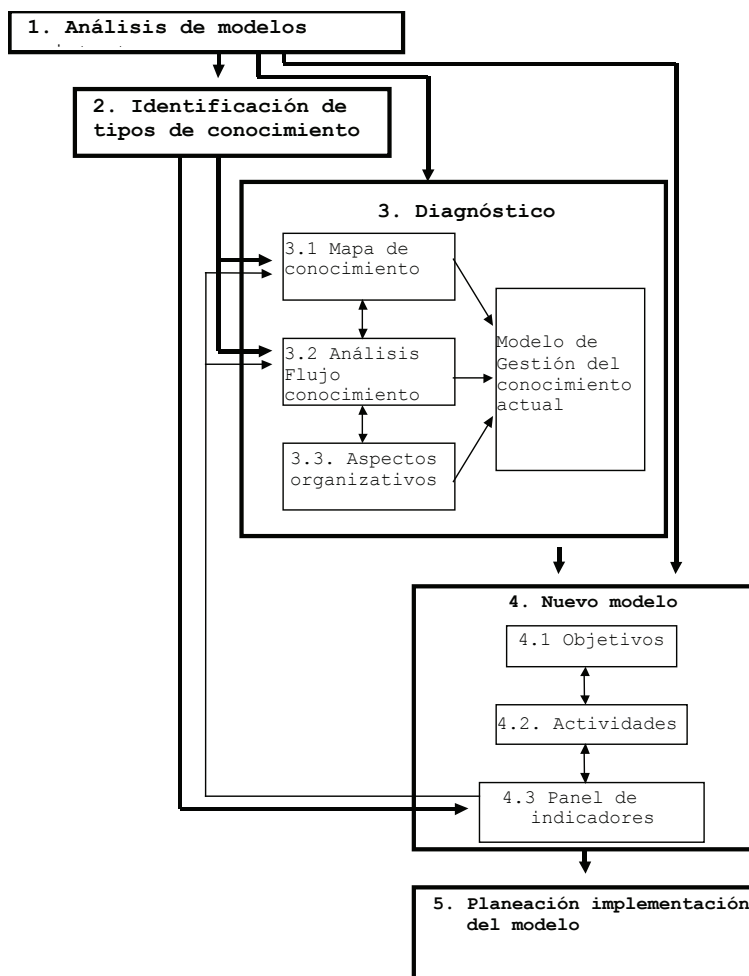 1. Análisis de modelos
2. Identificación de
tipos de conocimiento
3. Diagnóstico
3.1 Mapa de
conocimiento
3.2 Análisis
Flujo
conocimiento
3.3. Aspectos
organizativos
Modelo de
Gestión del
conocimiento
actual
4. Nuevo modelo
4.1 Objetivos
4.2. Actividades
4.3 Panel de
indicadores
5. Planeación implementación
del modelo